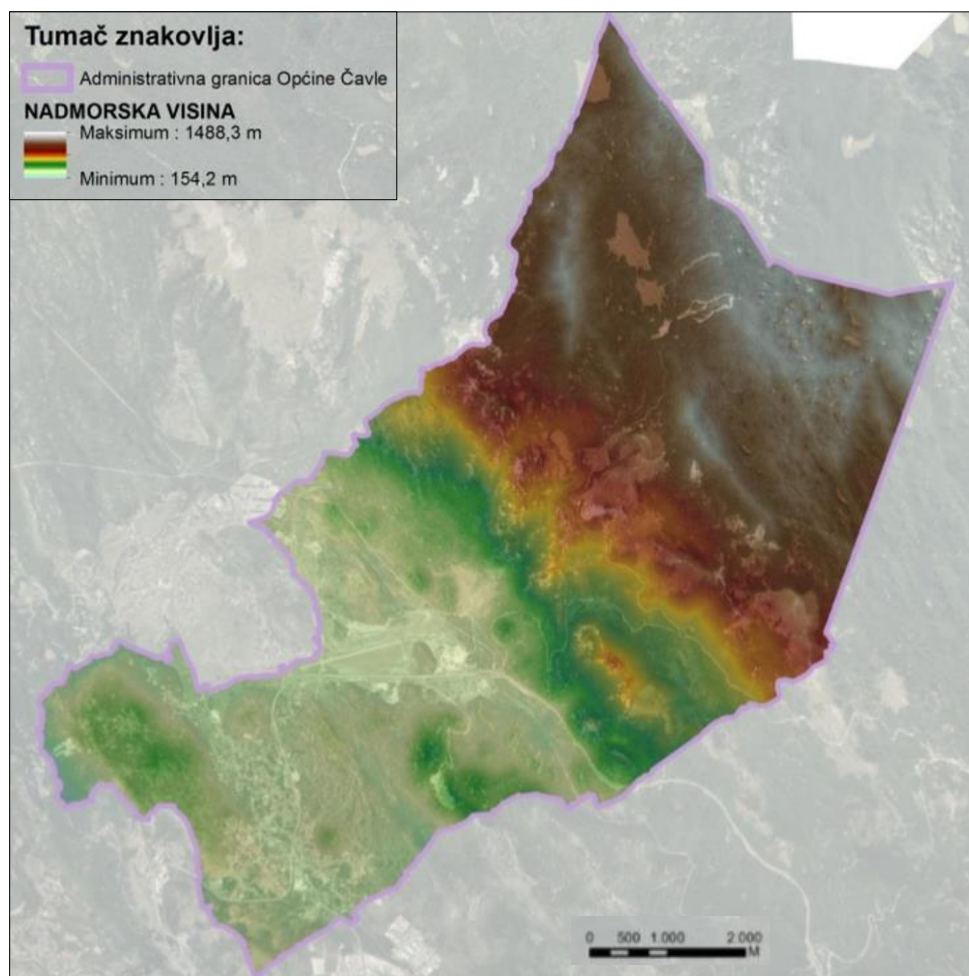 Tumač znakovlja:
Administrativna granica Općine Čavle
NADMORSKA VISINA
Maksimum : 1488,3 m
Minimum : 154,2 m
0 500 1.000 2.000
M